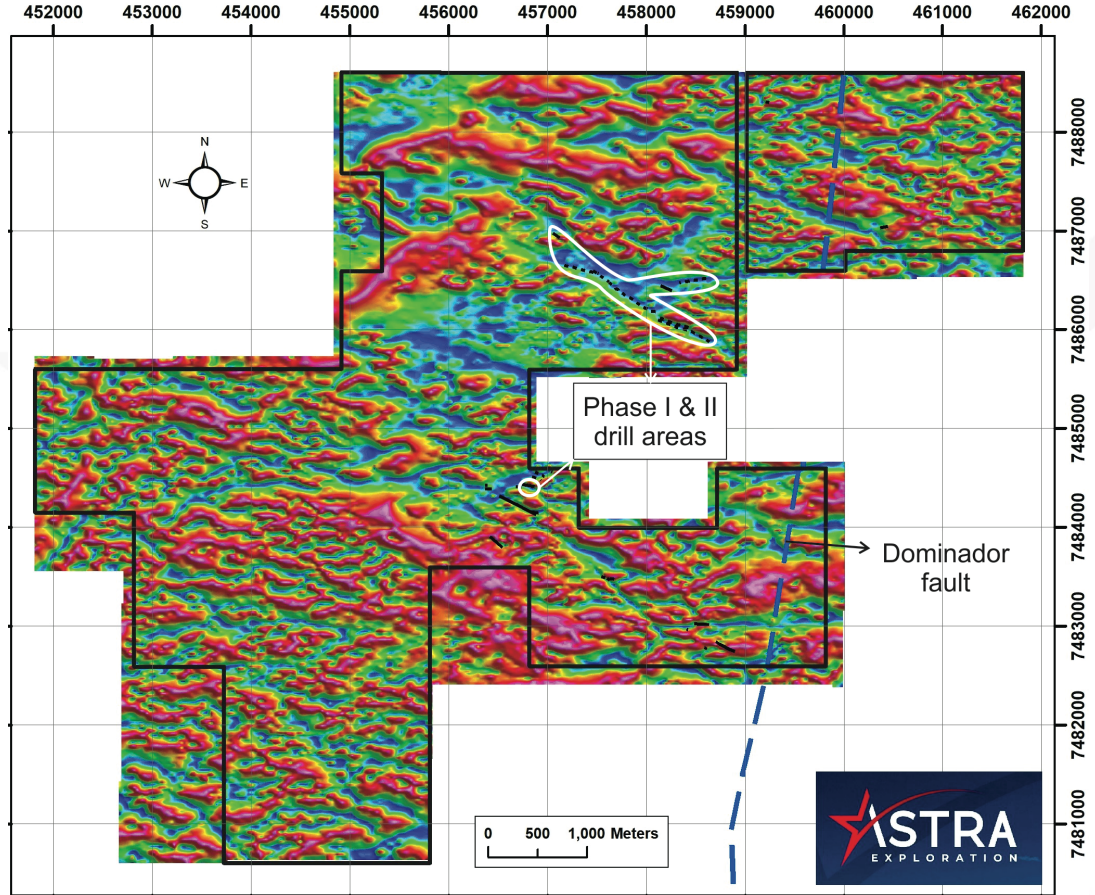 452000 453000 454000 455000 456000 457000 458000 459000 460000 461000 462000
7488000
N
W E
S
7487000
7486000
Phase I & II
drill areas
7485000
7484000
Dominador
fault
7483000
7482000
0 500 1,000 Meters
7481000
ASTRA
EXPLORATION